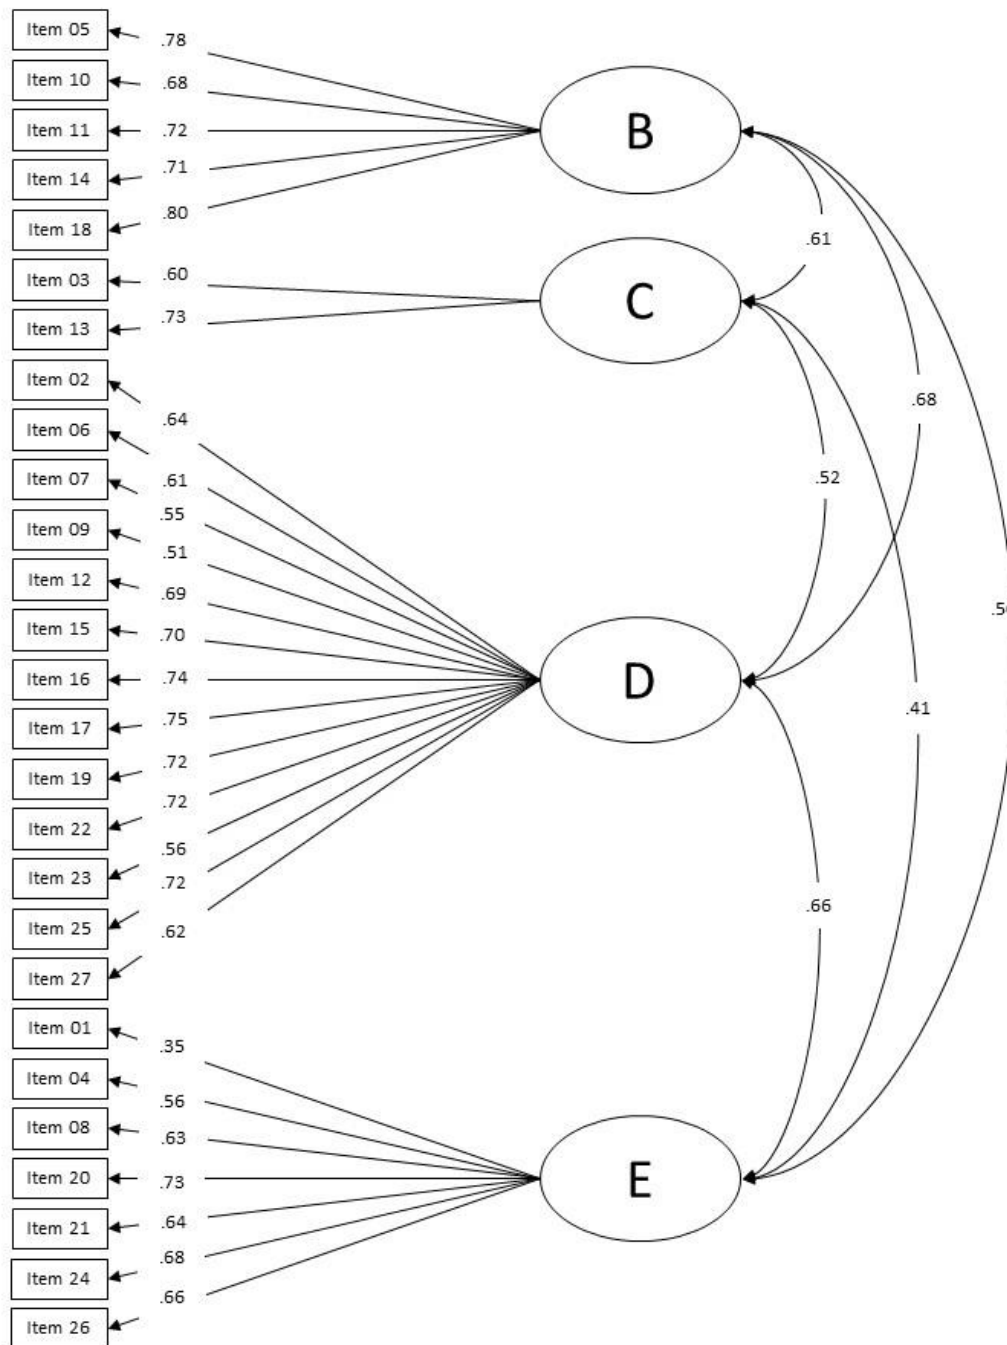 Item 05
.78
Item 10
.68
Item 11
.72
Item 14
.71
Item 18
.80
B
.61
Item 03
.60
Item 13
.73
C
Item 02
.64
Item 06
.61
Item 07
.55
Item 09
.51
Item 12
.69
Item 15
.70
Item 16
.74
Item 17
.75
Item 19
.72
Item 22
.72
Item 23
.56
Item 25
.72
Item 27
.62
D
.68
.52
.41
.66
Item 01
.35
Item 04
.56
Item 08
.63
Item 20
.73
Item 21
.64
Item 24
.68
Item 26
.66
E